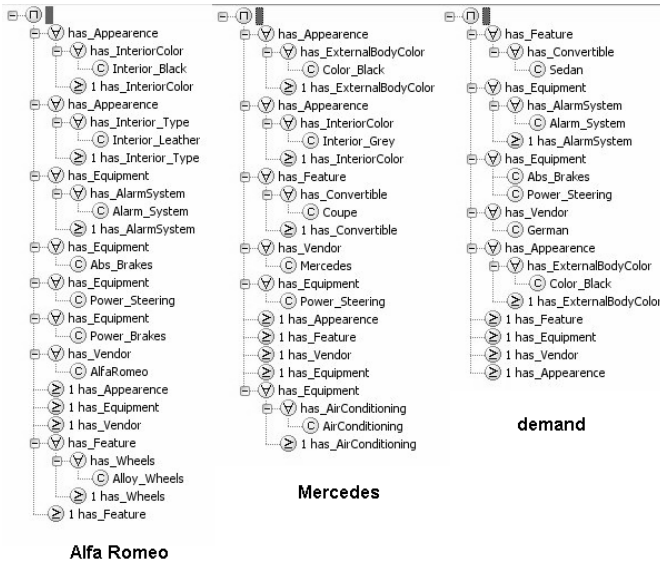 ⊓
∀ has_Appearence
∀ has_InteriorColor
C Interior_Black
≥ 1 has_InteriorColor
∀ has_Appearence
∀ has_Interior_Type
C Interior_Leather
≥ 1 has_Interior_Type
∀ has_Equipment
∀ has_AlarmSystem
C Alarm_System
≥ 1 has_AlarmSystem
∀ has_Equipment
C Abs_Brakes
∀ has_Equipment
C Power_Steering
∀ has_Equipment
C Power_Brakes
∀ has_Vendor
C AlfaRomeo
≥ 1 has_Appearence
≥ 1 has_Equipment
≥ 1 has_Vendor
∀ has_Feature
∀ has_Wheels
C Alloy_Wheels
≥ 1 has_Wheels
≥ 1 has_Feature
Alfa Romeo
⊓
∀ has_Appearence
∀ has_ExternalBodyColor
C Color_Black
≥ 1 has_ExternalBodyColor
∀ has_Appearence
∀ has_InteriorColor
C Interior_Grey
≥ 1 has_InteriorColor
∀ has_Feature
∀ has_Convertible
C Coupe
≥ 1 has_Convertible
∀ has_Vendor
C Mercedes
∀ has_Equipment
C Power_Steering
≥ 1 has_Appearence
≥ 1 has_Feature
≥ 1 has_Vendor
≥ 1 has_Equipment
∀ has_Equipment
∀ has_AirConditioning
C AirConditioning
≥ 1 has_AirConditioning
Mercedes
⊓
∀ has_Feature
∀ has_Convertible
C Sedan
∀ has_Equipment
∀ has_AlarmSystem
C Alarm_System
≥ 1 has_AlarmSystem
∀ has_Equipment
C Abs_Brakes
C Power_Steering
∀ has_Vendor
C German
∀ has_Appearence
∀ has_ExternalBodyColor
C Color_Black
≥ 1 has_ExternalBodyColor
≥ 1 has_Feature
≥ 1 has_Equipment
≥ 1 has_Vendor
≥ 1 has_Appearence
demand